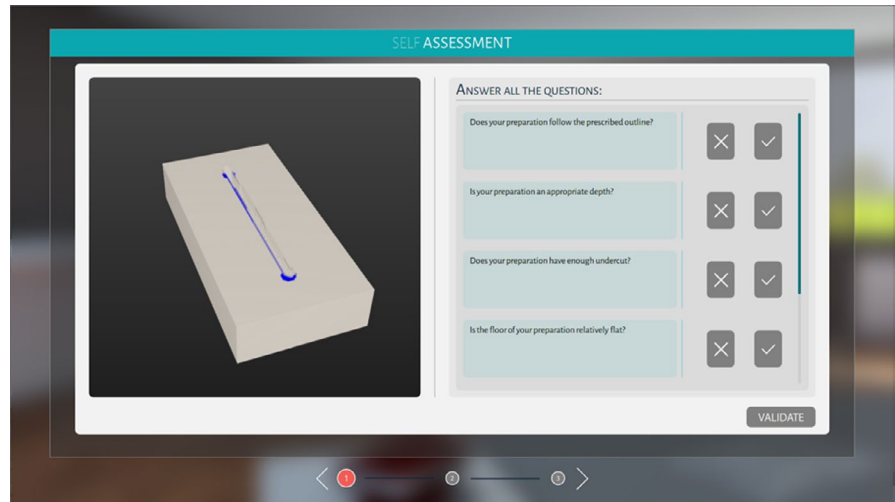 SELF ASSESSMENT
ANSWER ALL THE QUESTIONS:
Does your preparation follow the prescribed outline?
Is your preparation an appropriate depth?
Does your preparation have enough undercut?
Is the floor of your preparation relatively flat?
VALIDATE
1 2 3